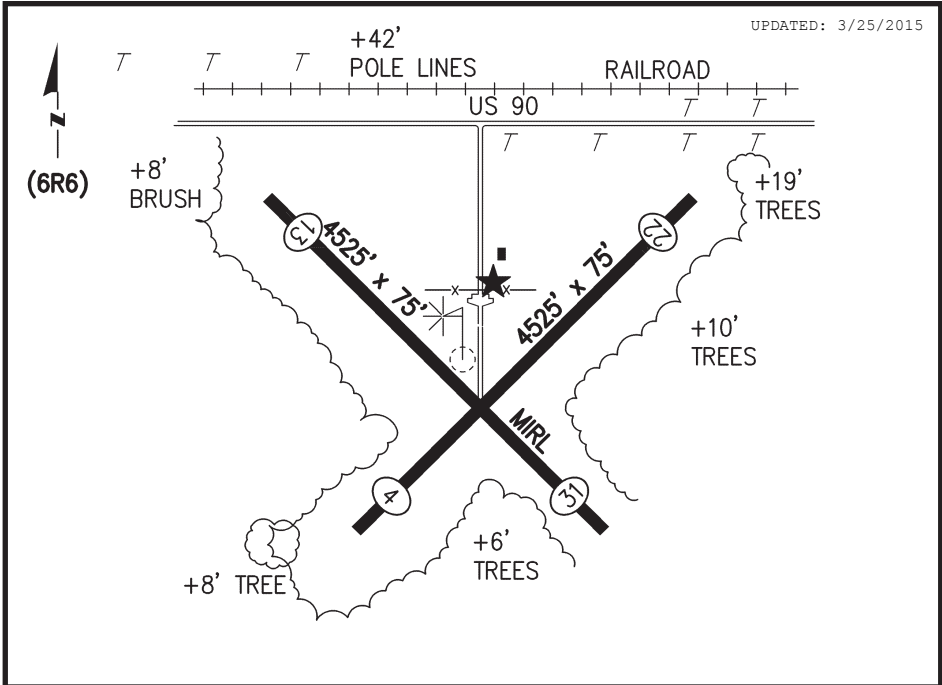 UPDATED: 3/25/2015
+42'
POLE LINES
RAILROAD
US 90
N
(6R6)
+8'
BRUSH
+19'
TREES
13
4525' x 75'
22
4525' x 75'
+10'
TREES
MIRL
4
31
+6'
TREES
+8' TREE